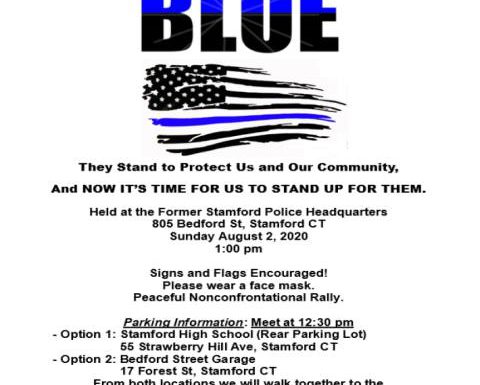 BLUE
They Stand to Protect Us and Our Community,
And NOW IT'S TIME FOR US TO STAND UP FOR THEM.
Held at the Former Stamford Police Headquarters
805 Bedford St, Stamford CT
Sunday August 2, 2020
1:00 pm
Signs and Flags Encouraged!
Please wear a face mask.
Peaceful Nonconfrontational Rally.
Parking Information: Meet at 12:30 pm
- Option 1: Stamford High School (Rear Parking Lot)
55 Strawberry Hill Ave, Stamford CT
- Option 2: Bedford Street Garage
17 Forest St, Stamford CT
From both locations we will walk together to the